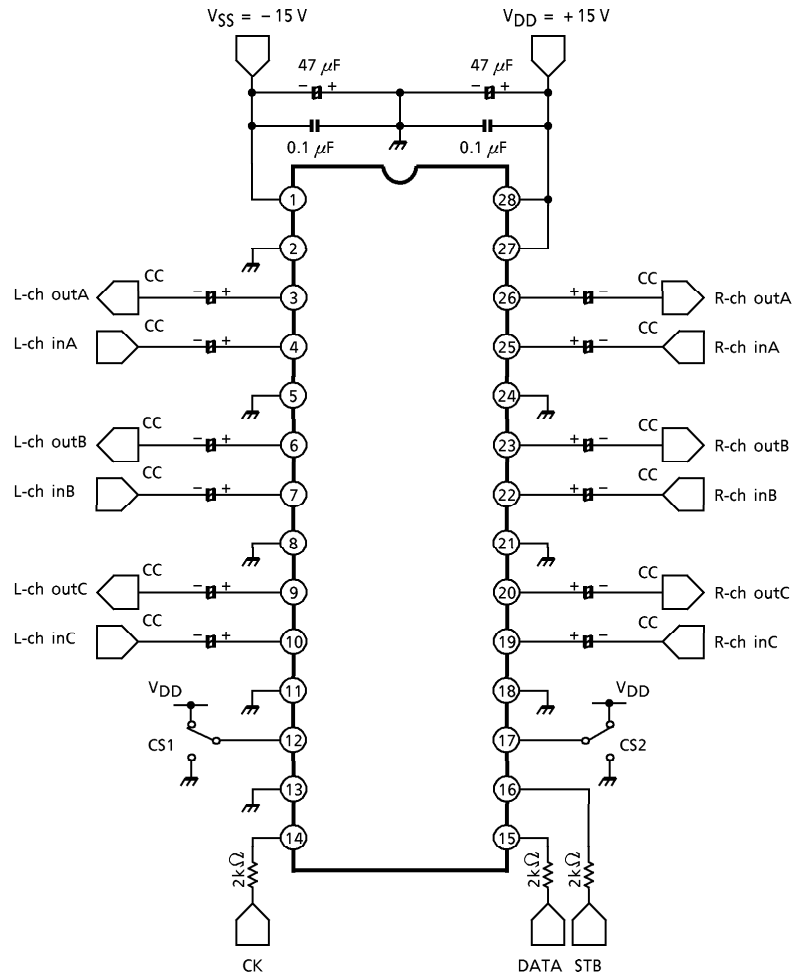 VSS = − 15 V
VDD = + 15 V
47 μF
47 μF
− +
− +
0.1 μF
0.1 μF
1
28
2
27
L-ch outA
CC
− +
3
26
+ −
CC
R-ch outA
L-ch inA
CC
− +
4
25
+ −
CC
R-ch inA
5
24
L-ch outB
CC
− +
6
23
+ −
CC
R-ch outB
L-ch inB
CC
− +
7
22
+ −
CC
R-ch inB
8
21
L-ch outC
CC
− +
9
20
+ −
CC
R-ch outC
L-ch inC
CC
− +
10
19
+ −
CC
R-ch inC
11
18
VDD
VDD
CS1
12
17
CS2
13
16
14
15
2kΩ
2kΩ
2kΩ
CK
DATA
STB